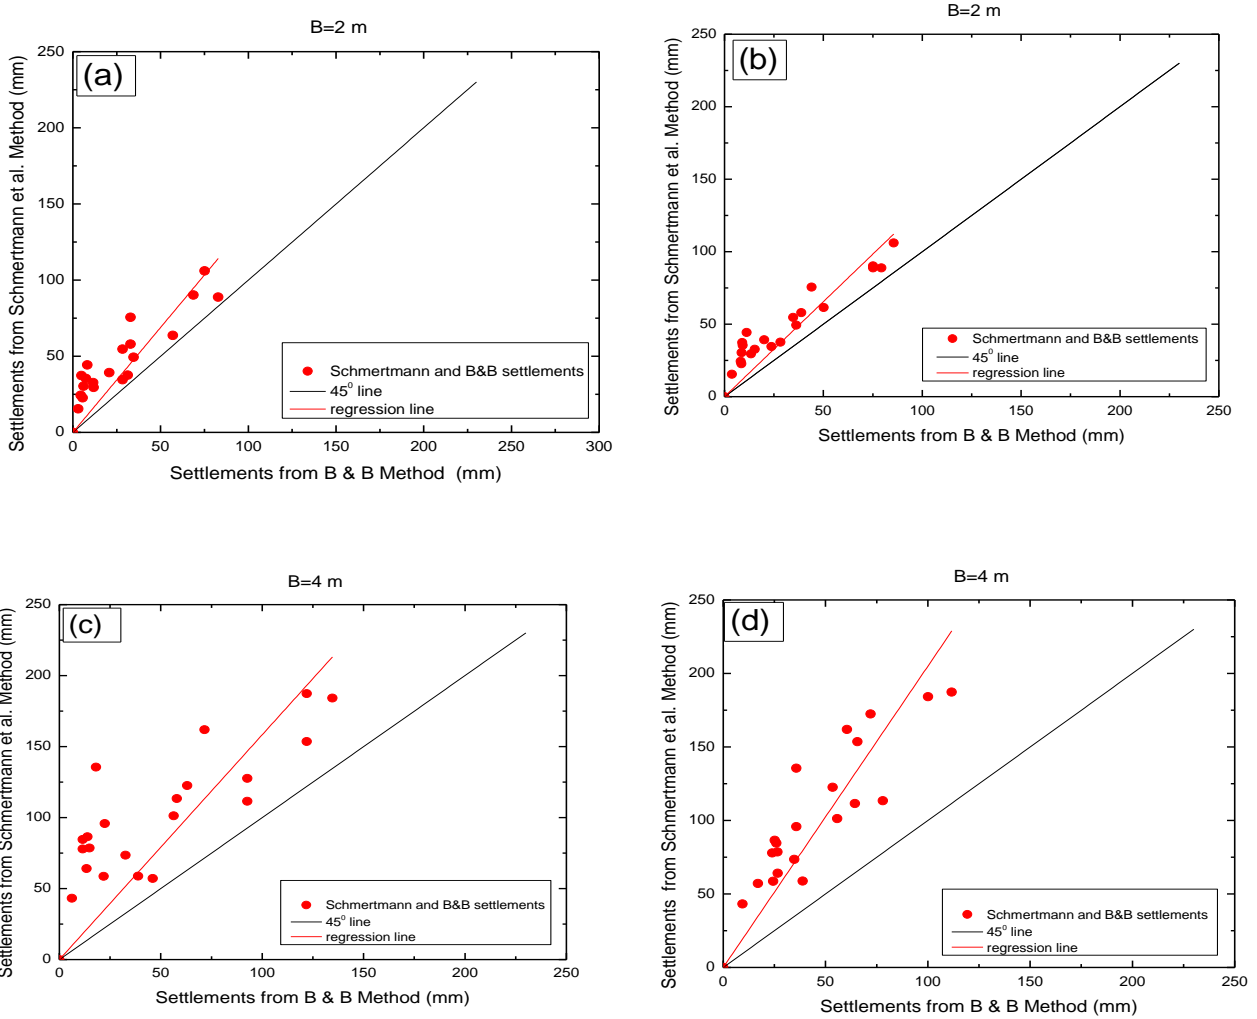 B=2 m
(a)
Settlements from Schmertmann et al. Method (mm)
250
200
150
100
50
0
Schmertmann and B&B settlements
45⁰ line
regression line
0 50 100 150 200 250 300
Settlements from B & B Method (mm)
B=2 m
(b)
Settlements from Schmertmann et al. Method (mm)
250
200
150
100
50
0
Schmertmann and B&B settlements
45⁰ line
regression line
0 50 100 150 200 250
Settlements from B & B Method (mm)
B=4 m
(c)
Settlements from Schmertmann et al. Method (mm)
250
200
150
100
50
0
Schmertmann and B&B settlements
45⁰ line
regression line
0 50 100 150 200 250
Settlements from B & B Method (mm)
B=4 m
(d)
Settlements from Schmertmann et al. Method (mm)
250
200
150
100
50
0
Schmertmann and B&B settlements
45⁰ line
regression line
0 50 100 150 200 250
Settlements from B & B Method (mm)